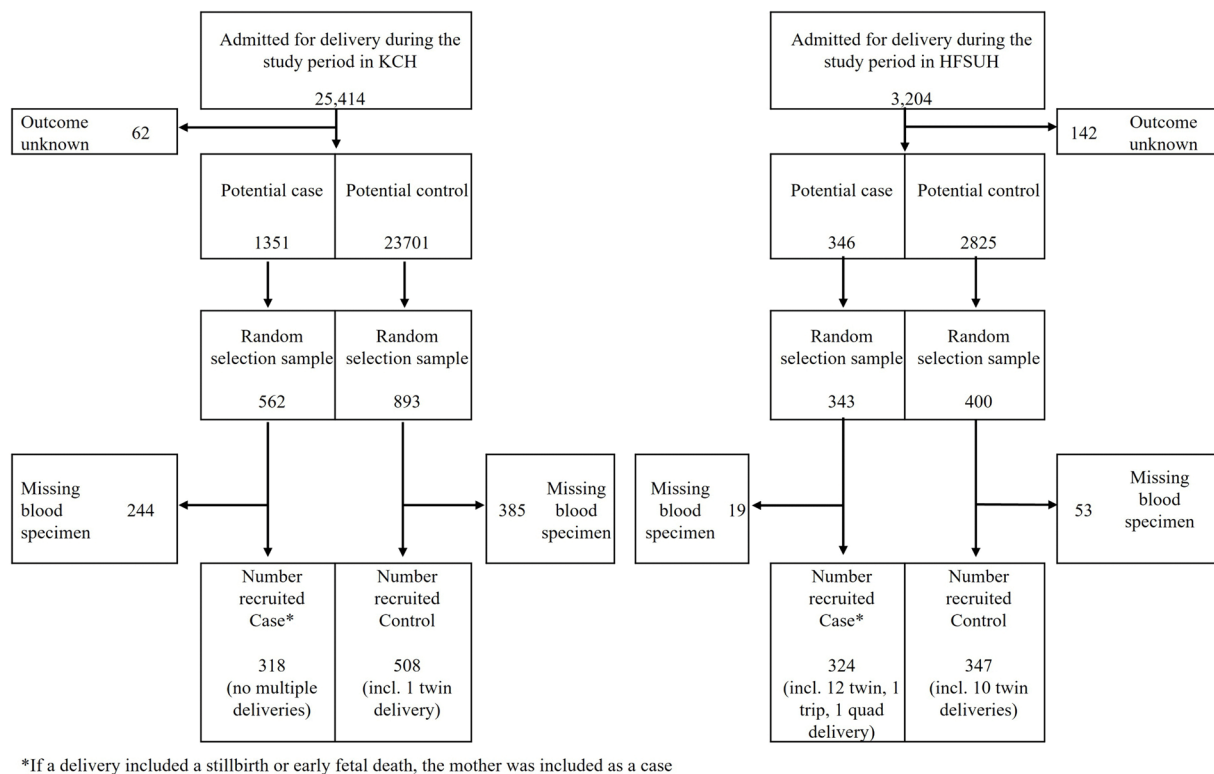 Admitted for delivery during the
study period in KCH
25,414
Outcome
unknown
62
Potential case
1351
Potential control
23701
Random
selection sample
562
Random
selection sample
893
Missing
blood
specimen
244
385
Missing
blood
specimen
Number
recruited
Case*
318
(no multiple
deliveries)
Number
recruited
Control
508
(incl. 1 twin
delivery)
Admitted for delivery during the
study period in HFSUH
3,204
142
Outcome
unknown
Potential case
346
Potential control
2825
Random
selection sample
343
Random
selection sample
400
Missing
blood
specimen
19
53
Missing
blood
specimen
Number
recruited
Case*
324
(incl. 12 twin, 1
trip, 1 quad
delivery)
Number
recruited
Control
347
(incl. 10 twin
deliveries)
*If a delivery included a stillbirth or early fetal death, the mother was included as a case